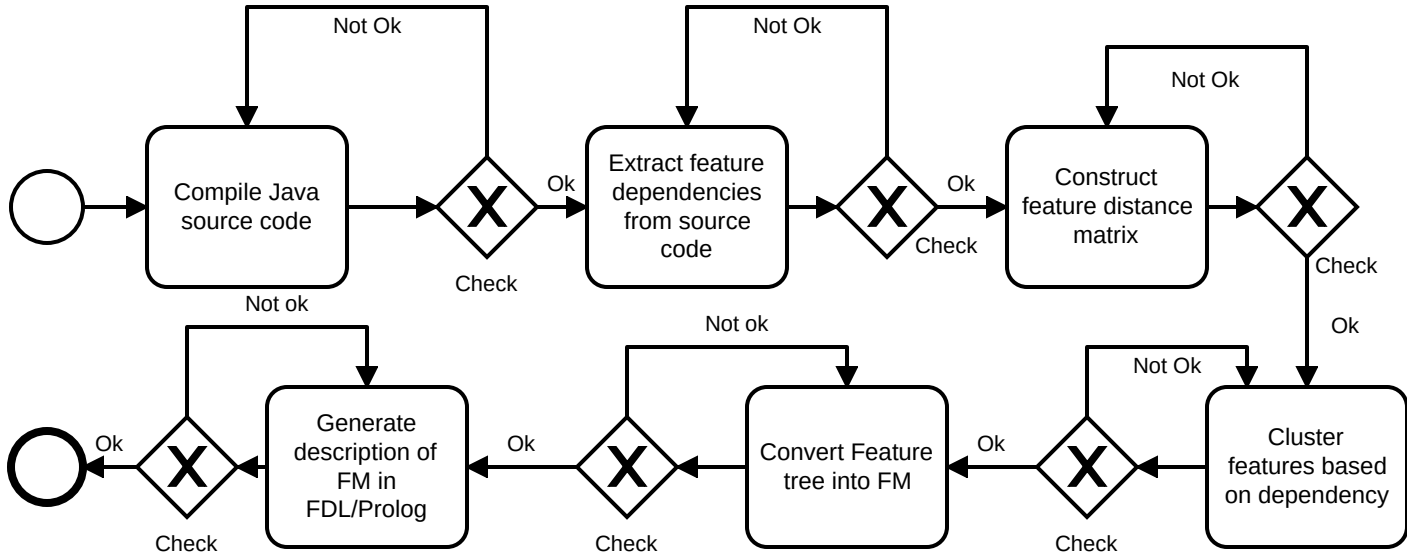 Not Ok
Not Ok
Not Ok
Compile Java
source code
X
Ok
Check
Extract feature
dependencies
from source
code
X
Ok
Check
Construct
feature distance
matrix
X
Check
Ok
Not ok
Not ok
Not Ok
Cluster
features based
on dependency
X
Ok
Check
Convert Feature
tree into FM
X
Ok
Check
Generate
description of
FM in
FDL/Prolog
X
Ok
Check